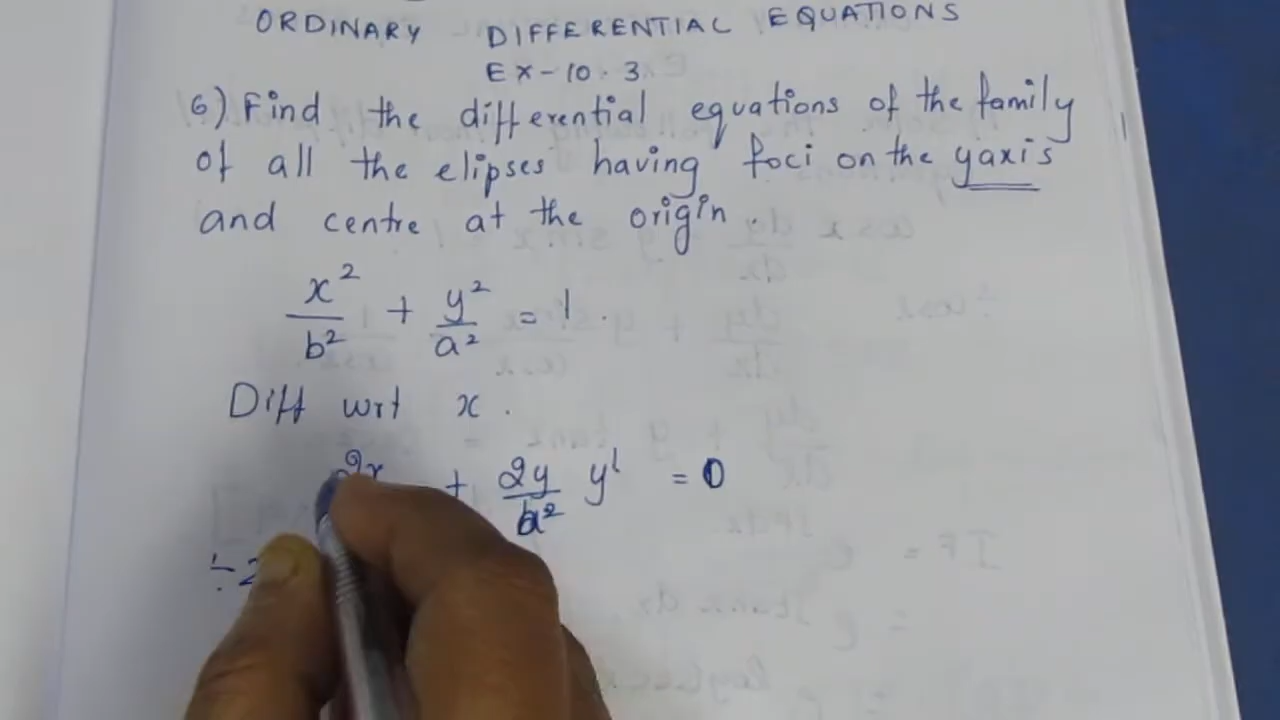 ORDINARY DIFFERENTIAL EQUATIONS
EX-10.3
6) Find the differential equations of the family
of all the elipses having foci on the yaxis
and centre at the origin.
x²/b² + y²/a² = 1.
Diff wrt x.
2x + 2y/a² y' = 0
÷2